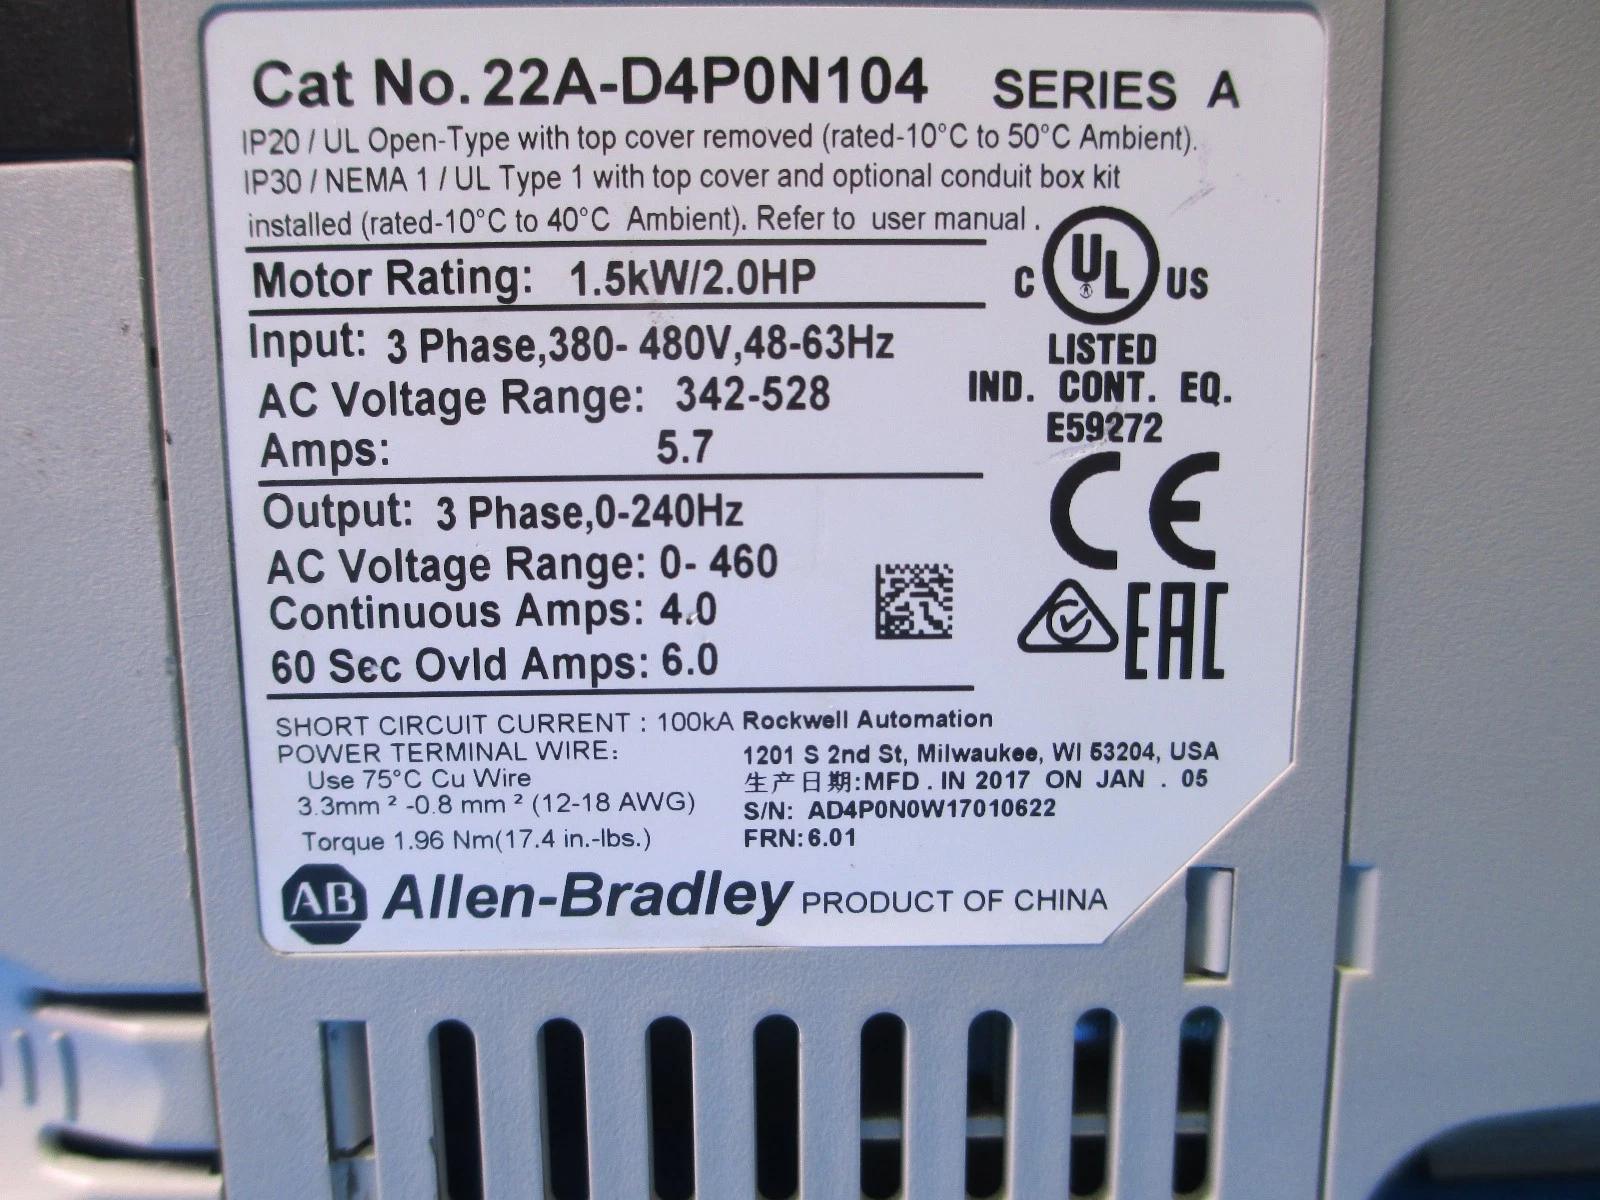 Cat No. 22A-D4P0N104 SERIES A
IP20 / UL Open-Type with top cover removed (rated-10°C to 50°C Ambient).
IP30 / NEMA 1 / UL Type 1 with top cover and optional conduit box kit
installed (rated-10°C to 40°C Ambient). Refer to user manual .
Motor Rating: 1.5kW/2.0HP
C UL US
Input: 3 Phase,380- 480V,48-63Hz
LISTED
AC Voltage Range: 342-528
IND. CONT. EQ.
E59272
Amps: 5.7
CE
Output: 3 Phase,0-240Hz
AC Voltage Range: 0- 460
Continuous Amps: 4.0
EAC
60 Sec Ovld Amps: 6.0
SHORT CIRCUIT CURRENT : 100kA
POWER TERMINAL WIRE:
Use 75°C Cu Wire
3.3mm ² -0.8 mm ² (12-18 AWG)
Torque 1.96 Nm(17.4 in.-lbs.)
Rockwell Automation
1201 S 2nd St, Milwaukee, WI 53204, USA
生产日期:MFD . IN 2017 ON JAN . 05
S/N: AD4P0N0W17010622
FRN:6.01
AB Allen-Bradley PRODUCT OF CHINA